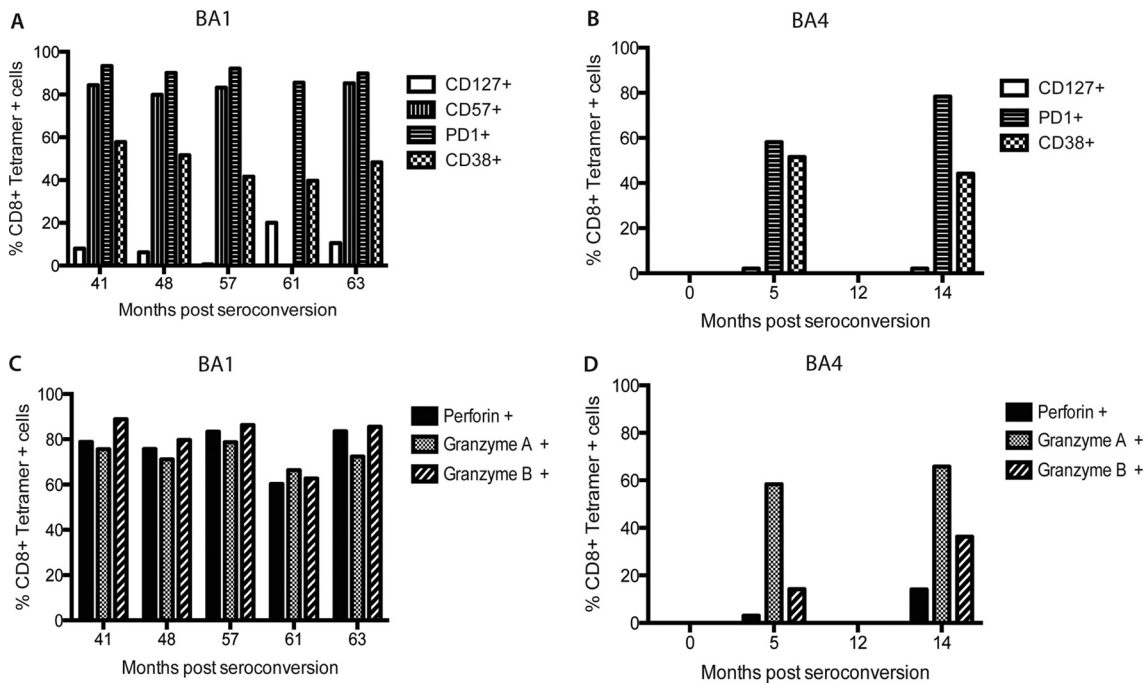 A
BA1
% CD8+ Tetramer + cells
100
80
60
40
20
0
41 48 57 61 63
Months post seroconversion
CD127+
CD57+
PD1+
CD38+
B
BA4
% CD8+ Tetramer + cells
100
80
60
40
20
0
0 5 12 14
Months post seroconversion
CD127+
PD1+
CD38+
C
BA1
% CD8+ Tetramer + cells
100
80
60
40
20
0
41 48 57 61 63
Months post seroconversion
Perforin +
Granzyme A +
Granzyme B +
D
BA4
% CD8+ Tetramer + cells
100
80
60
40
20
0
0 5 12 14
Months post seroconversion
Perforin +
Granzyme A +
Granzyme B +